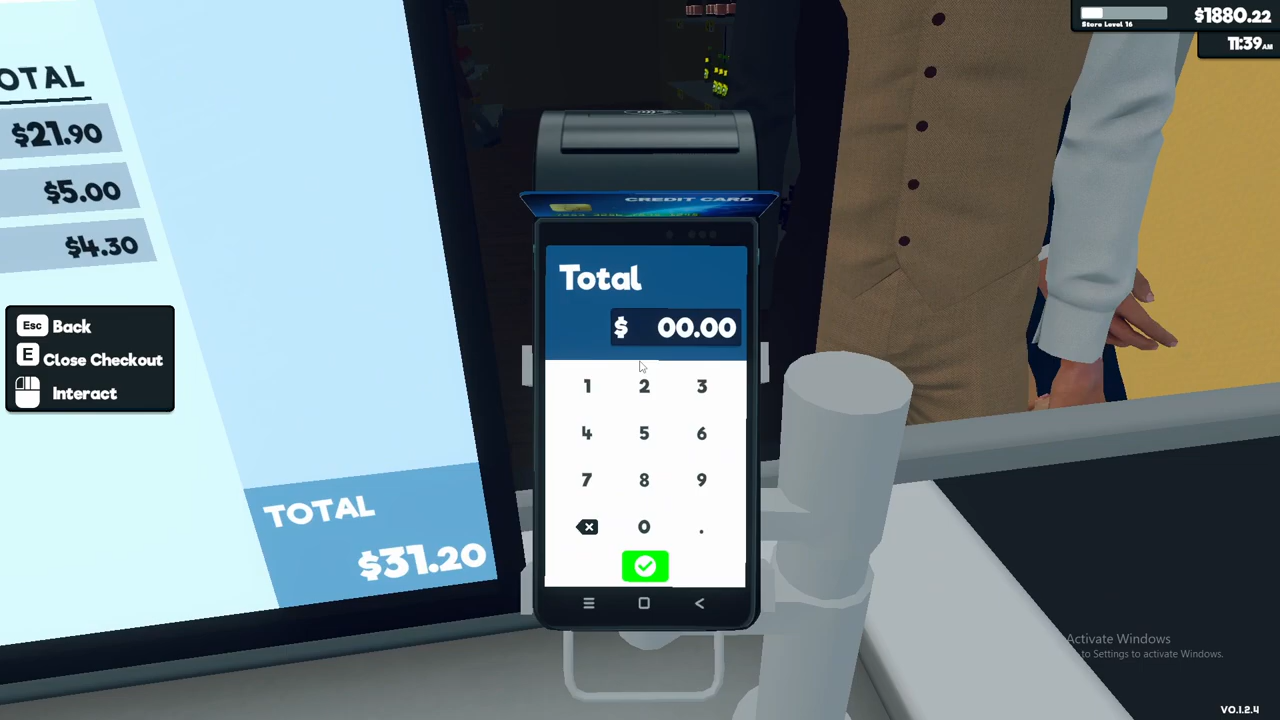 OTAL
$21.90
$5.00
$4.30
Esc Back
E Close Checkout
Interact
TOTAL
$31.20
CREDIT CARD
Total
$ 00.00
1 2 3
4 5 6
7 8 9
0 .
$1880.22
Store Level 16
11:39AM
Activate Windows
to Settings to activate Windows.
V0.1.2.4